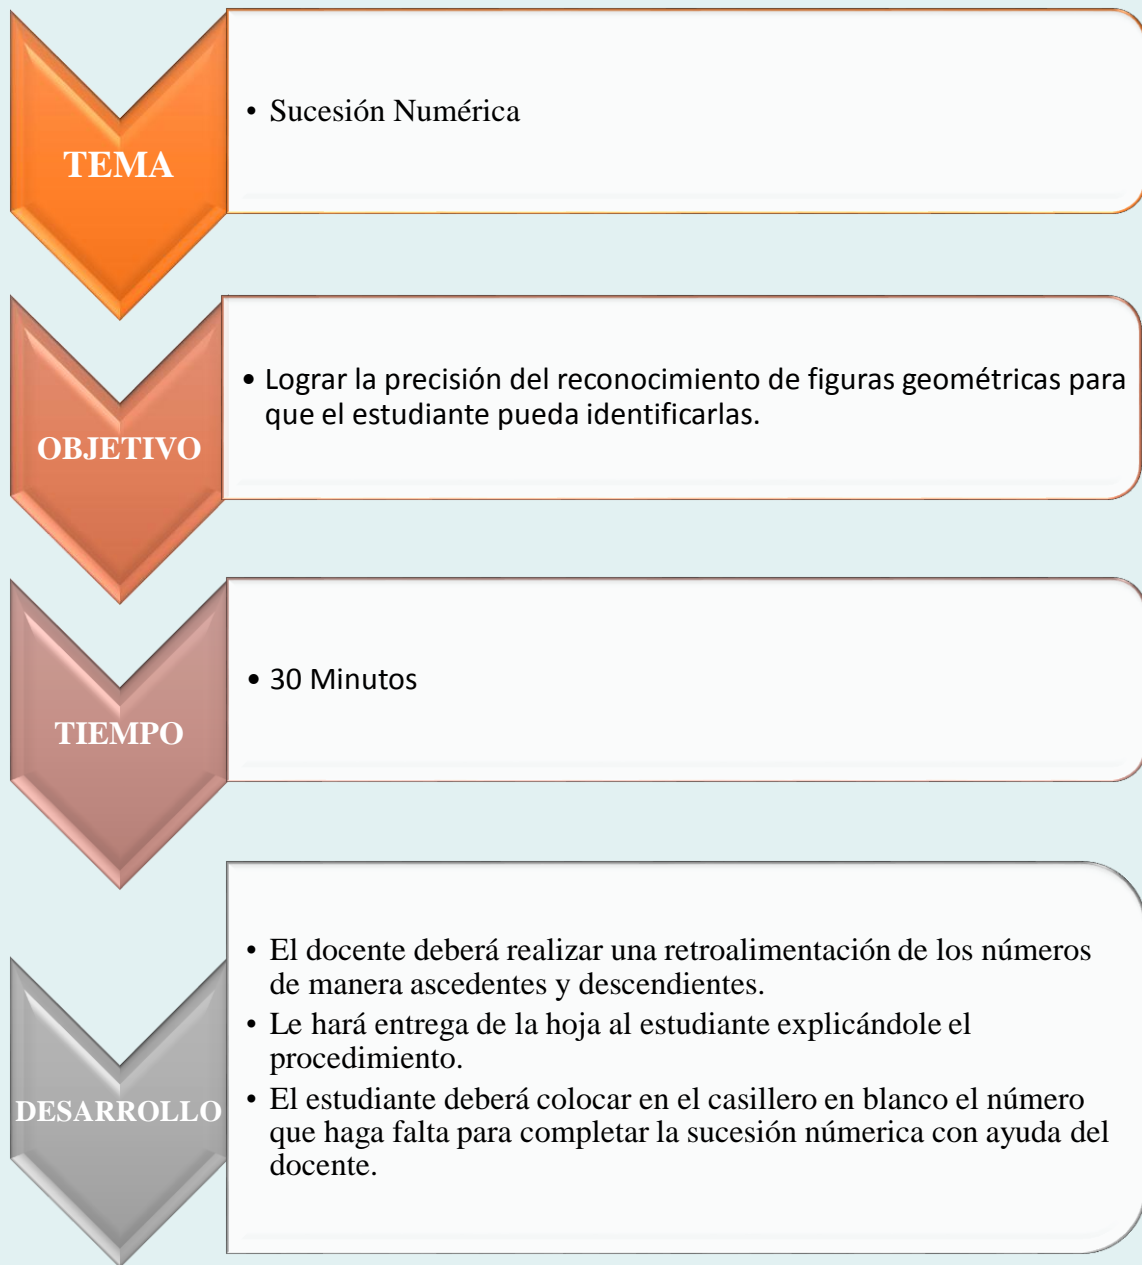 TEMA
• Sucesión Numérica
OBJETIVO
• Lograr la precisión del reconocimiento de figuras geométricas para
que el estudiante pueda identificarlas.
TIEMPO
• 30 Minutos
DESARROLLO
• El docente deberá realizar una retroalimentación de los números
de manera ascedentes y descendientes.
• Le hará entrega de la hoja al estudiante explicándole el
procedimiento.
• El estudiante deberá colocar en el casillero en blanco el número
que haga falta para completar la sucesión númerica con ayuda del
docente.